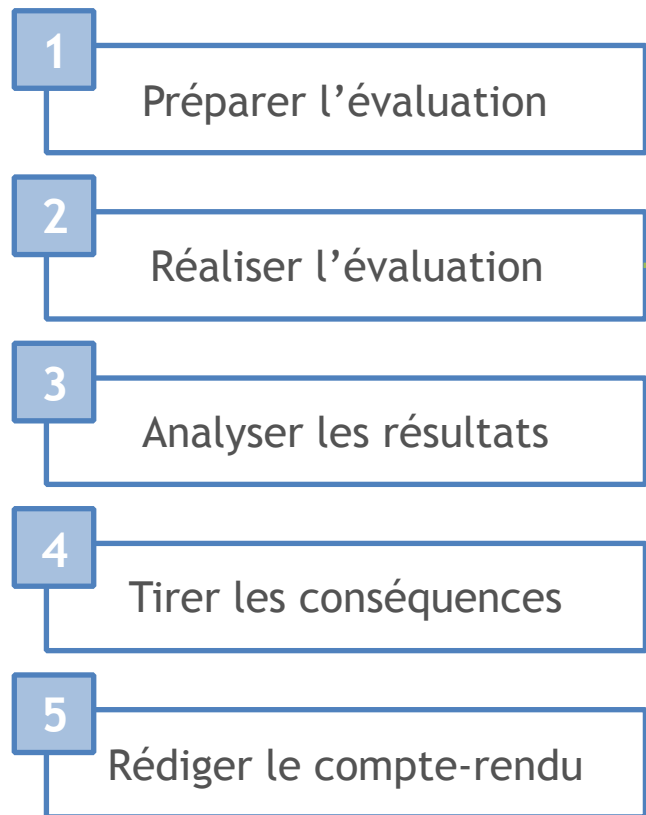 1
Préparer l’évaluation
2
Réaliser l’évaluation
3
Analyser les résultats
4
Tirer les conséquences
5
Rédiger le compte-rendu